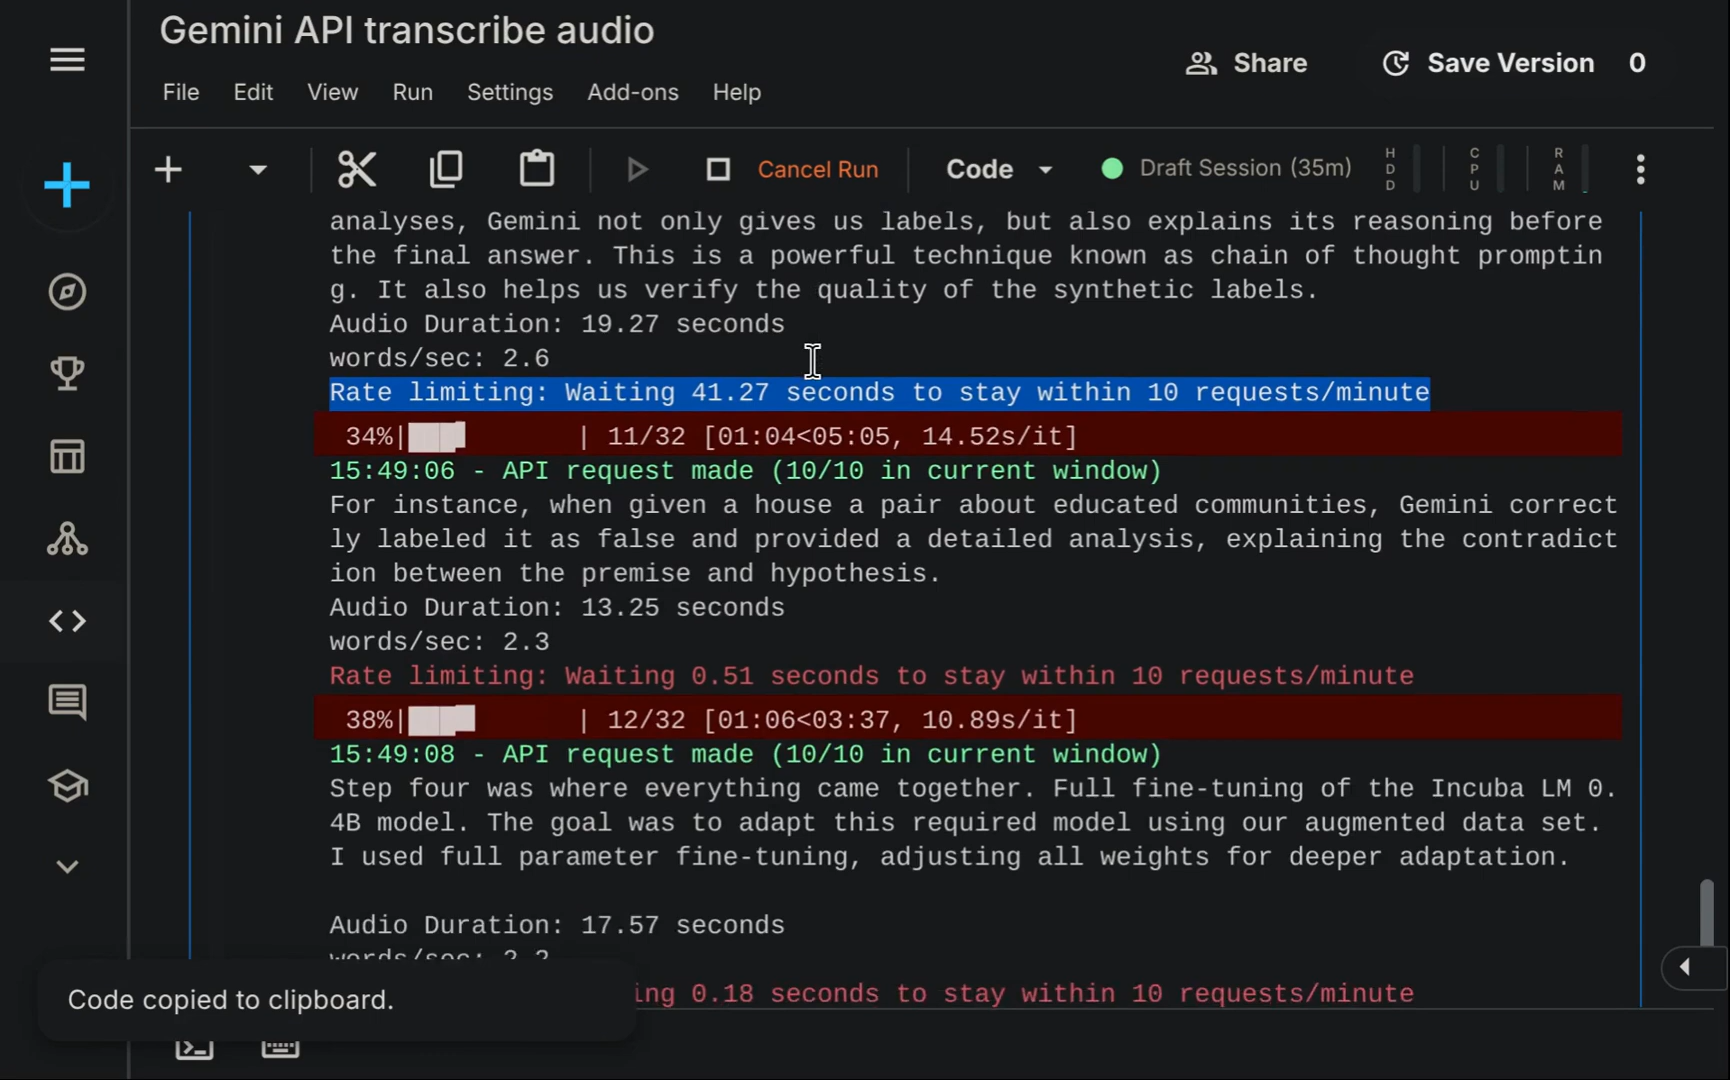 Gemini API transcribe audio
Share
Save Version
0
File Edit View Run Settings Add-ons Help
Cancel Run
Code
Draft Session (35m)
HDD
CPU
RAM
analyses, Gemini not only gives us labels, but also explains its reasoning before
the final answer. This is a powerful technique known as chain of thought promptin
g. It also helps us verify the quality of the synthetic labels.
Audio Duration: 19.27 seconds
words/sec: 2.6
Rate limiting: Waiting 41.27 seconds to stay within 10 requests/minute
34%| | 11/32 [01:04<05:05, 14.52s/it]
15:49:06 - API request made (10/10 in current window)
For instance, when given a house a pair about educated communities, Gemini correct
ly labeled it as false and provided a detailed analysis, explaining the contradict
ion between the premise and hypothesis.
Audio Duration: 13.25 seconds
words/sec: 2.3
Rate limiting: Waiting 0.51 seconds to stay within 10 requests/minute
38%| | 12/32 [01:06<03:37, 10.89s/it]
15:49:08 - API request made (10/10 in current window)
Step four was where everything came together. Full fine-tuning of the Incuba LM 0.
4B model. The goal was to adapt this required model using our augmented data set.
I used full parameter fine-tuning, adjusting all weights for deeper adaptation.
Audio Duration: 17.57 seconds
words/sec: 2.2
ing 0.18 seconds to stay within 10 requests/minute
Code copied to clipboard.